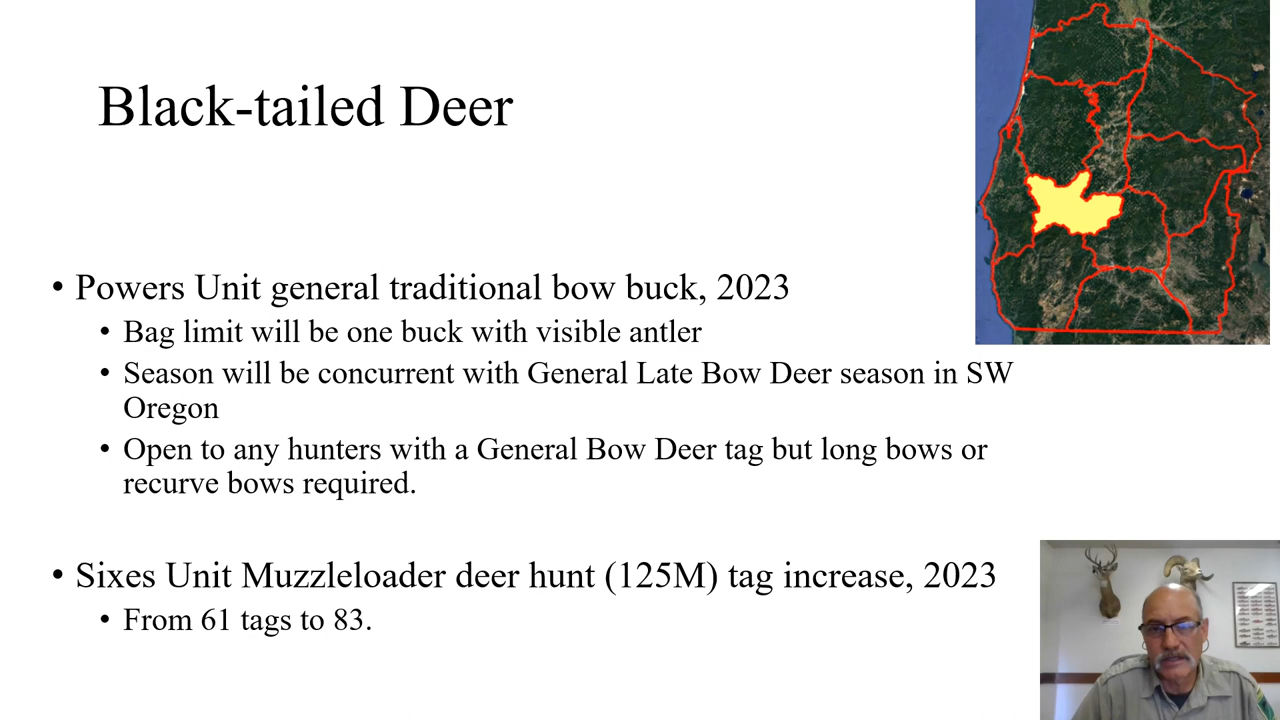 Black-tailed Deer
• Powers Unit general traditional bow buck, 2023
• Bag limit will be one buck with visible antler
• Season will be concurrent with General Late Bow Deer season in SW
Oregon
• Open to any hunters with a General Bow Deer tag but long bows or
recurve bows required.
• Sixes Unit Muzzleloader deer hunt (125M) tag increase, 2023
• From 61 tags to 83.